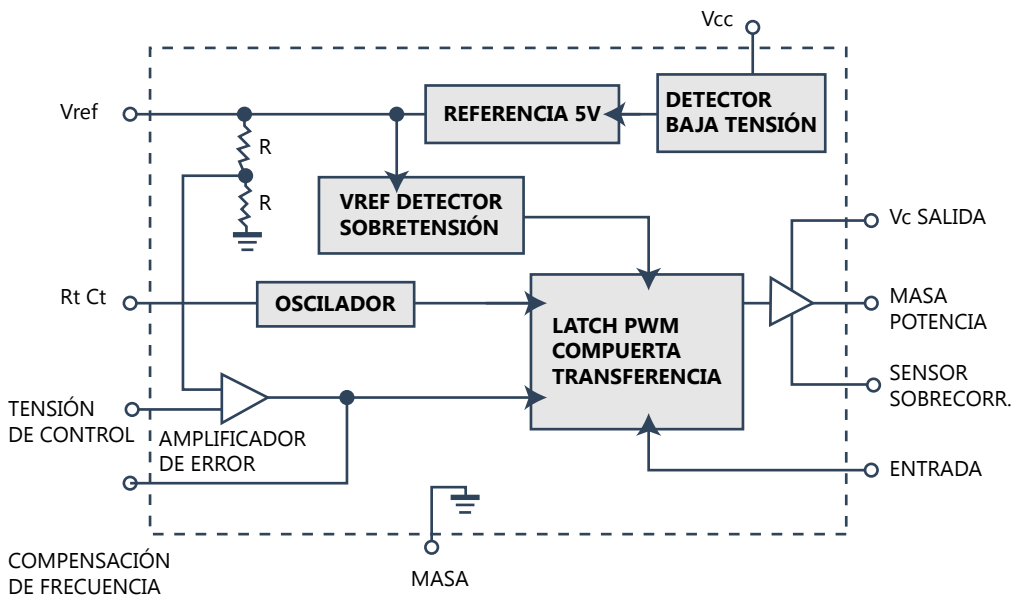 Vcc
Vref
REFERENCIA 5V
DETECTOR
BAJA TENSIÓN
R
R
VREF DETECTOR
SOBRETENSIÓN
Vc SALIDA
Rt Ct
OSCILADOR
MASA
POTENCIA
LATCH PWM
COMPUERTA
TRANSFERENCIA
SENSOR
SOBRECORR.
TENSIÓN
DE CONTROL
AMPLIFICADOR
DE ERROR
ENTRADA
COMPENSACIÓN
DE FRECUENCIA
MASA